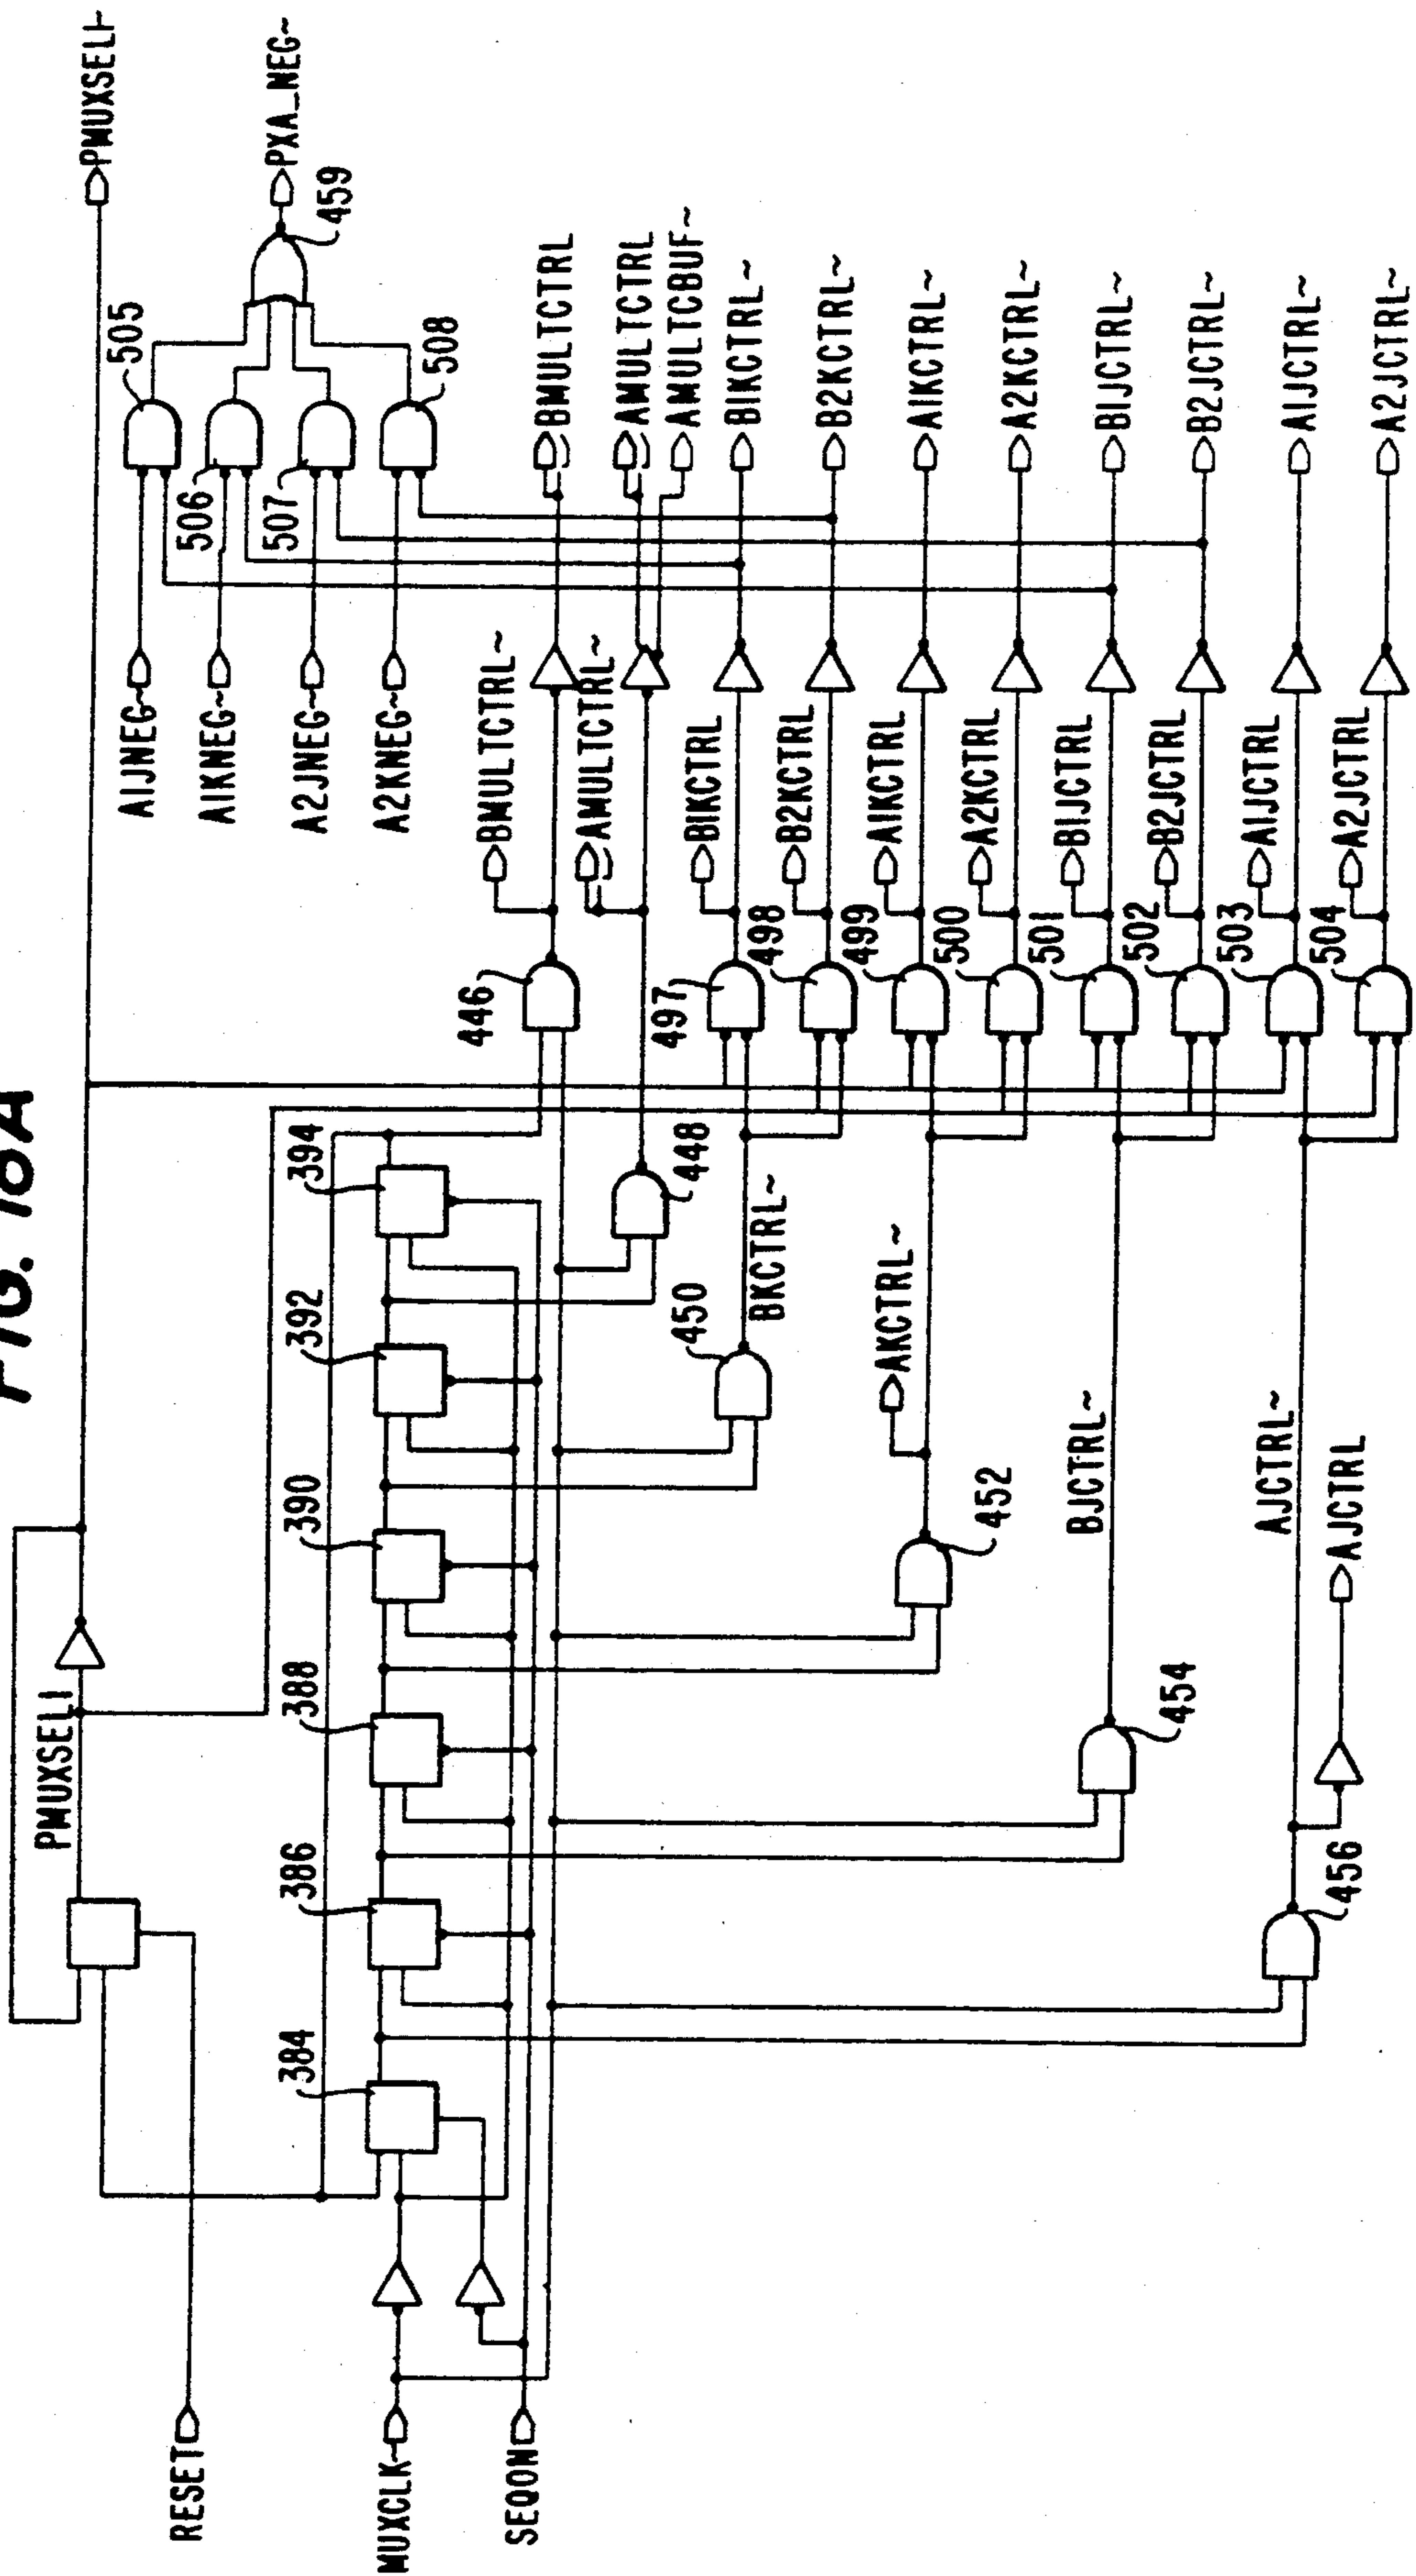 FIG. 18A
PMUXSEL1~
PXA_NEG~
459
505
506
507
508
A1JNEG~
A1KNEG~
A2JNEG~
A2KNEG~
BMULTCTRL
AMULTCTRL
AMULTCBUF~
B1KCTRL~
B2KCTRL~
A1KCTRL~
A2KCTRL~
B1JCTRL~
B2JCTRL~
A1JCTRL~
A2JCTRL~
BMULTCTRL~
AMULTCTRL~
B1KCTRL
B2KCTRL
A1KCTRL
A2KCTRL
B1JCTRL
B2JCTRL
A1JCTRL
A2JCTRL
446
497
498
499
500
501
502
503
504
448
450
BKCTRL~
AKCTRL~
452
BJCTRL~
454
AJCTRL~
AJCTRL
456
PMUXSEL1
384
386
388
390
392
394
RESET
MUXCLK~
SEQON